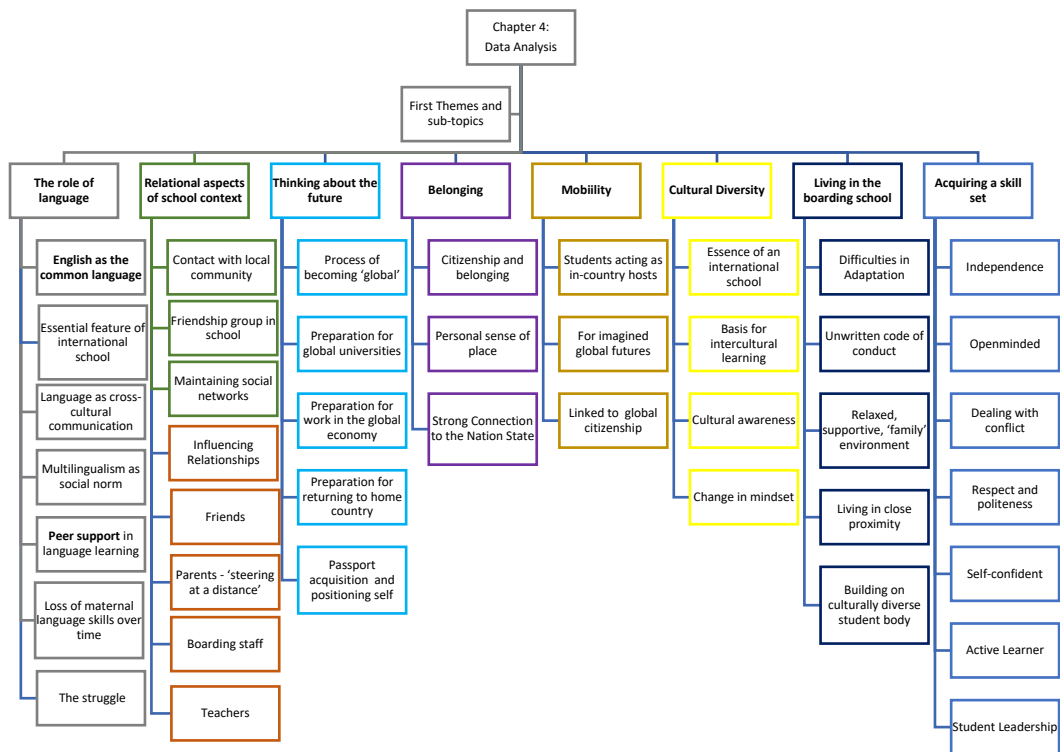 Chapter 4:
Data Analysis
First Themes and
sub-topics
The role of
language
English as the
common language
Essential feature of
international
school
Language as cross-
cultural
communication
Multilingualism as
social norm
Peer support in
language learning
Loss of maternal
language skills over
time
The struggle
Relational aspects
of school context
Contact with local
community
Friendship group in
school
Maintaining social
networks
Influencing
Relationships
Friends
Parents - ‘steering
at a distance’
Boarding staff
Teachers
Thinking about the
future
Process of
becoming ‘global’
Preparation for
global universities
Preparation for
work in the global
economy
Preparation for
returning to home
country
Passport
acquisition and
positioning self
Belonging
Citizenship and
belonging
Personal sense of
place
Strong Connection
to the Nation State
Mobiility
Students acting as
in-country hosts
For imagined
global futures
Linked to global
citizenship
Cultural Diversity
Essence of an
international
school
Basis for
intercultural
learning
Cultural awareness
Change in mindset
Living in the
boarding school
Difficulties in
Adaptation
Unwritten code of
conduct
Relaxed,
supportive, ‘family’
environment
Living in close
proximity
Building on
culturally diverse
student body
Acquiring a skill
set
Independence
Openminded
Dealing with
conflict
Respect and
politeness
Self-confident
Active Learner
Student Leadership